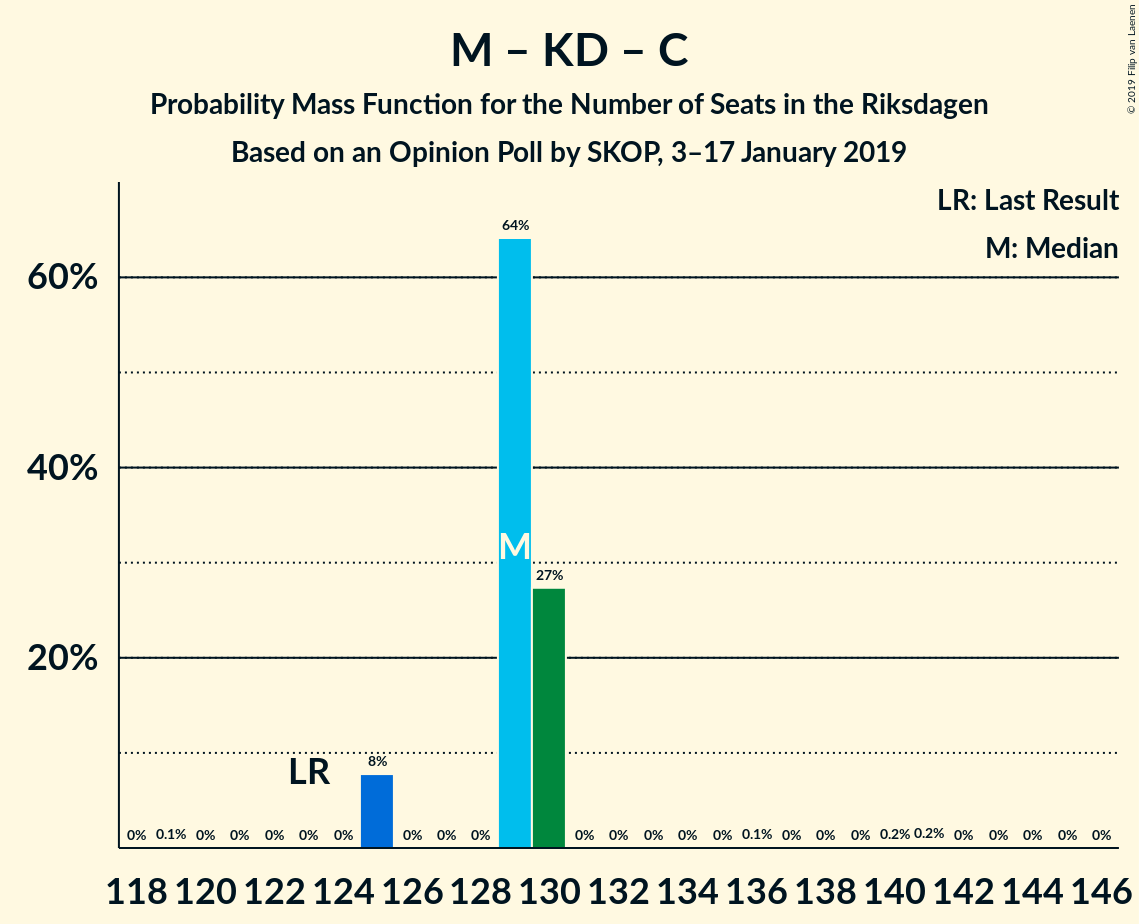 M – KD – C
Probability Mass Function for the Number of Seats in the Riksdagen
Based on an Opinion Poll by SKOP, 3–17 January 2019
© 2019 Filip van Laenen
LR: Last Result
M: Median
60%
40%
20%
64%
M
27%
LR
8%
0% 0.1% 0% 0% 0% 0% 0% 0% 0% 0% 0% 0% 0% 0% 0% 0.1% 0% 0% 0% 0.2% 0.2% 0% 0% 0% 0% 0%
118 120 122 124 126 128 130 132 134 136 138 140 142 144 146